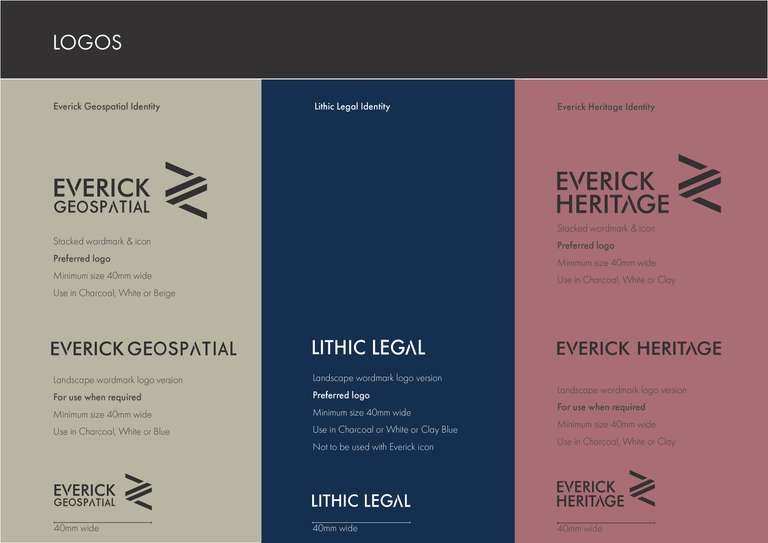 LOGOS
Everick Geospatial Identity
EVERICK
GEOSPATIAL
Stacked wordmark & icon
Preferred logo
Minimum size 40mm wide
Use in Charcoal, White or Beige
EVERICK GEOSPATIAL
Landscape wordmark logo version
For use when required
Minimum size 40mm wide
Use in Charcoal, White or Blue
EVERICK
GEOSPATIAL
40mm wide
Lithic Legal Identity
LITHIC LEGAL
Landscape wordmark logo version
Preferred logo
Minimum size 40mm wide
Use in Charcoal or White or Clay Blue
Not to be used with Everick icon
LITHIC LEGAL
40mm wide
Everick Heritage Identity
EVERICK
HERITAGE
Stacked wordmark & icon
Preferred logo
Minimum size 40mm wide
Use in Charcoal, White or Clay
EVERICK HERITAGE
Landscape wordmark logo version
For use when required
Minimum size 40mm wide
Use in Charcoal, White or Clay
EVERICK
HERITAGE
40mm wide